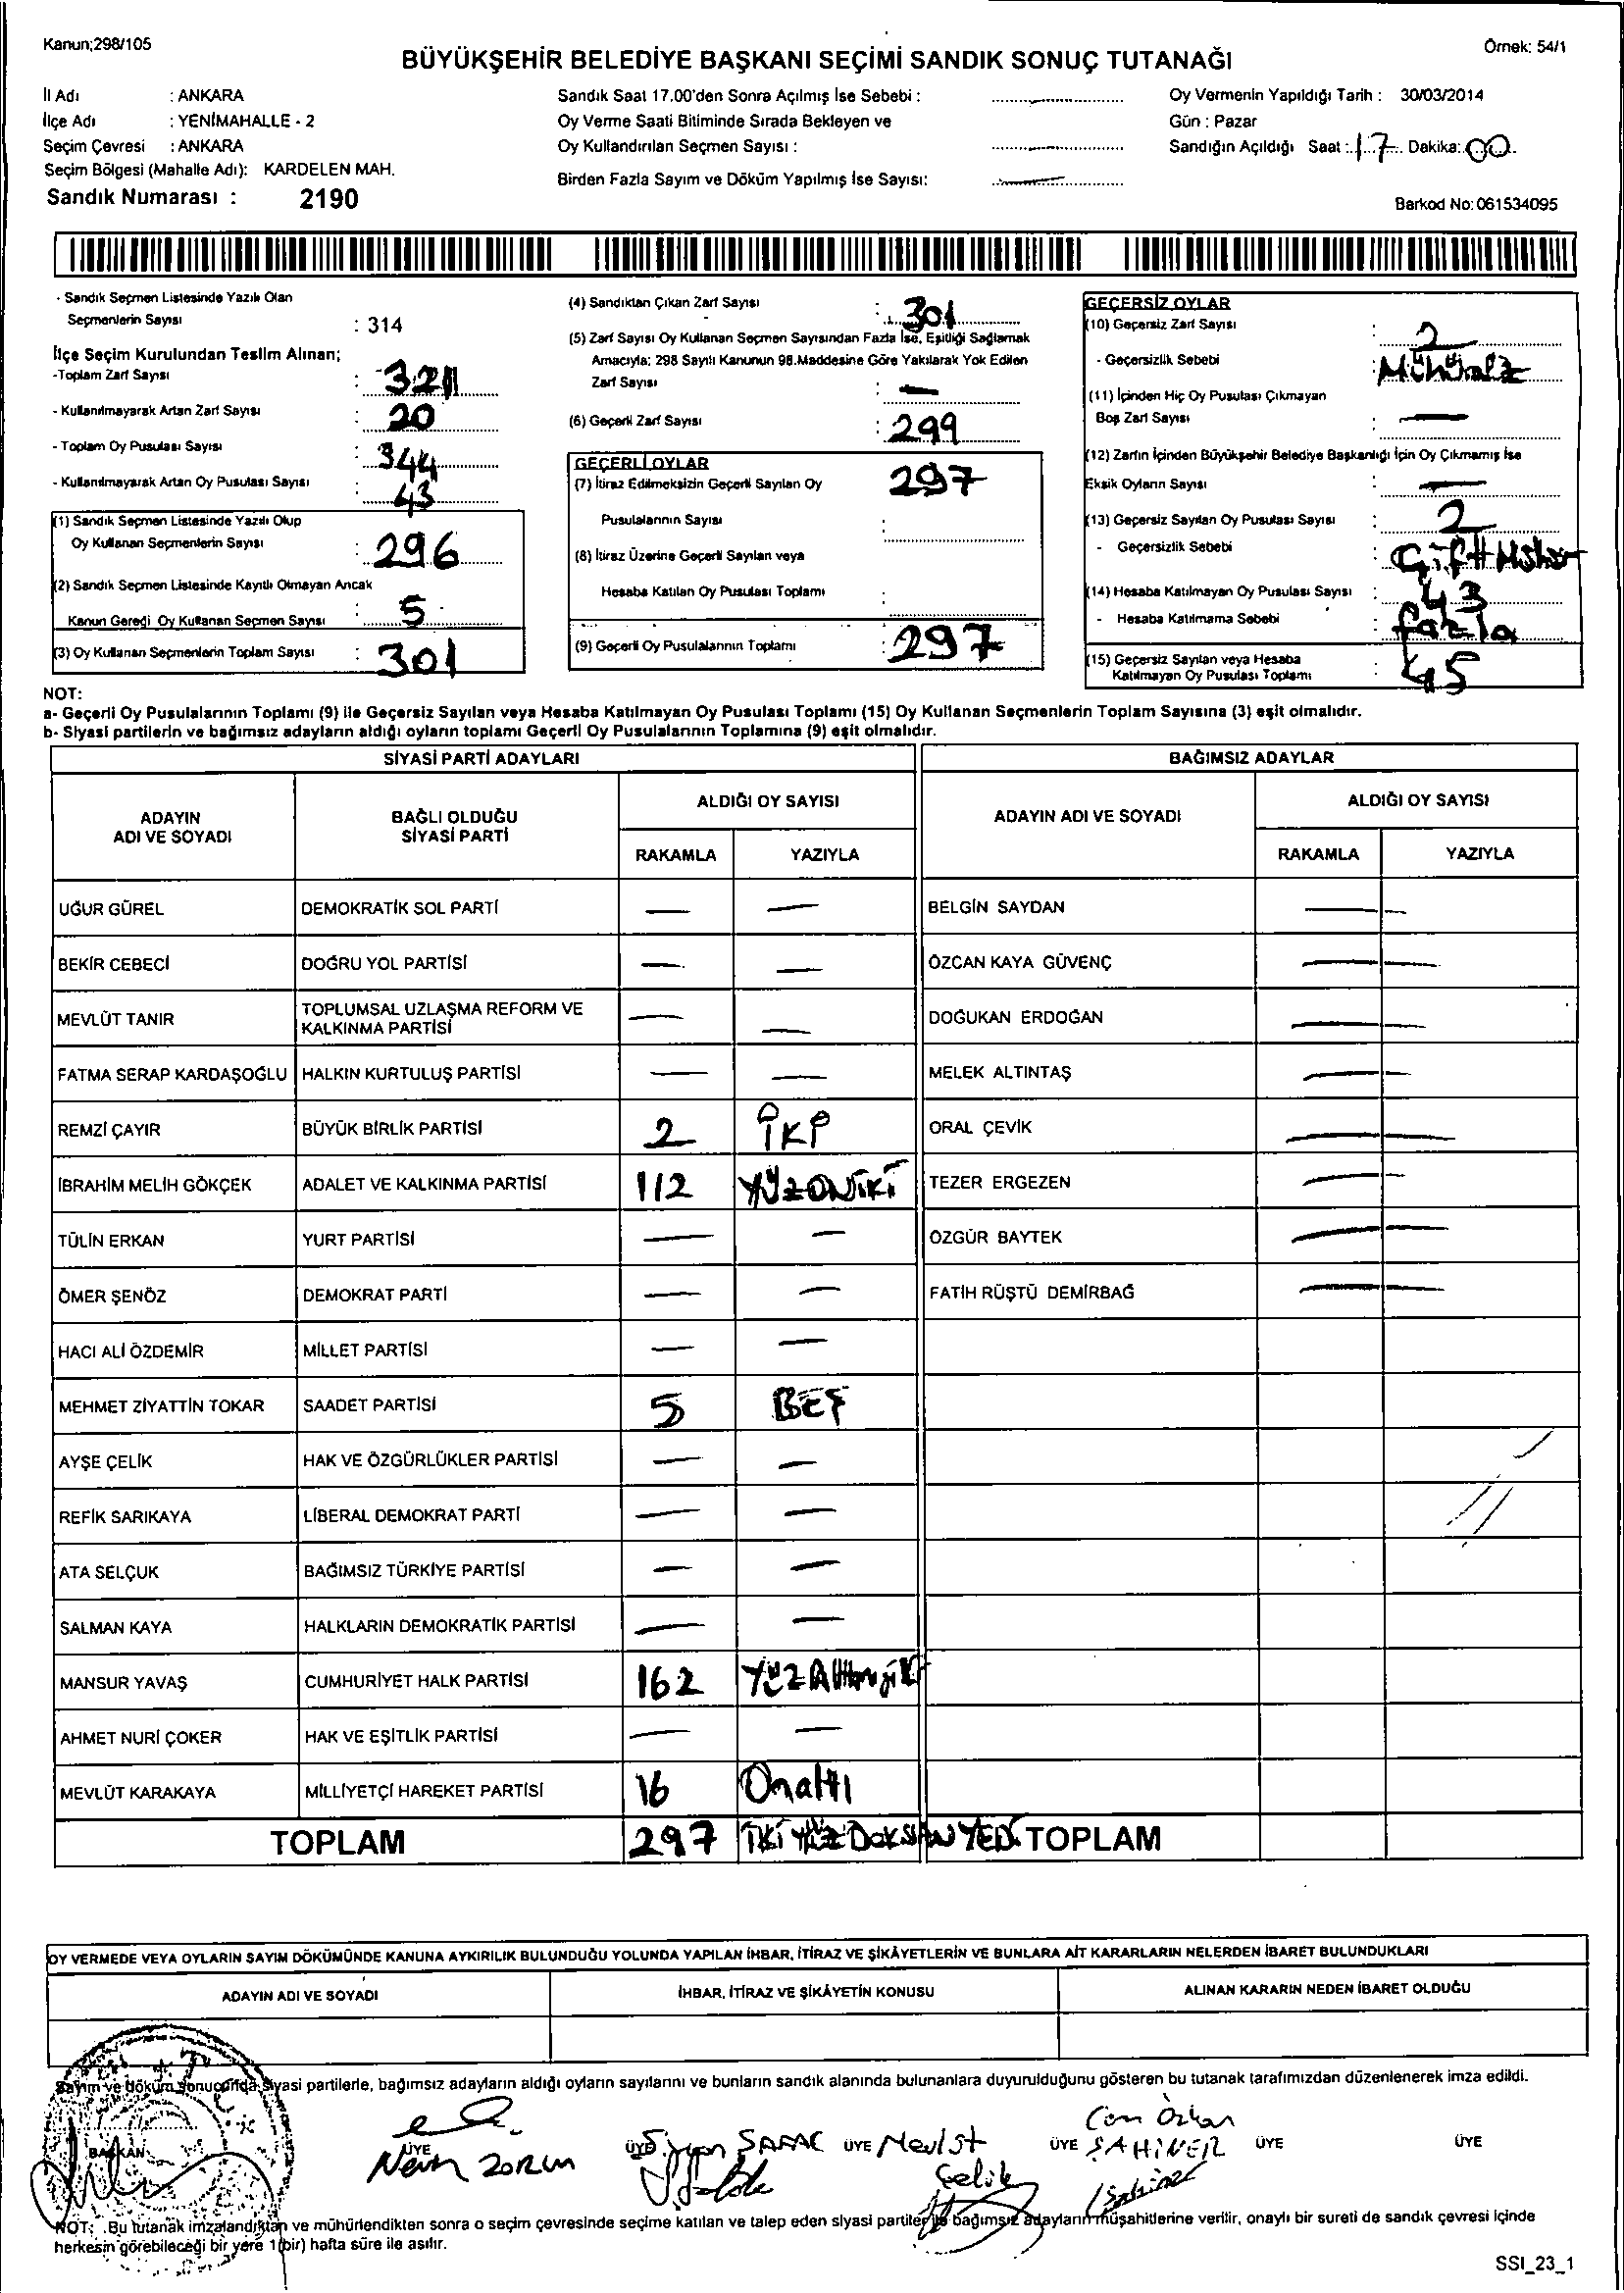 Kanun;298/105
Örnek: 54/1
BÜYÜKŞEHİR BELEDİYE BAŞKANI SEÇİMİ SANDIK SONUÇ TUTANAĞI
İl Adı : ANKARA
İlçe Adı : YENİMAHALLE - 2
Seçim Çevresi : ANKARA
Seçim Bölgesi (Mahalle Adı): KARDELEN MAH.
Sandık Numarası : 2190
Sandık Saat 17.00'den Sonra Açılmış İse Sebebi :
Oy Verme Saati Bitiminde Sırada Bekleyen ve
Oy Kullandırılan Seçmen Sayısı :
Birden Fazla Sayım ve Döküm Yapılmış İse Sayısı:
Oy Vermenin Yapıldığı Tarih : 30/03/2014
Gün : Pazar
Sandığın Açıldığı Saat : 17 Dakika: 00
Barkod No: 061534095
- Sandık Seçmen Listesinde Yazılı Olan
Seçmenlerin Sayısı : 314
İlçe Seçim Kurulundan Teslim Alınan;
-Toplam Zarf Sayısı : 321
- Kullanılmayarak Artan Zarf Sayısı : 20
- Toplam Oy Pusulası Sayısı : 344
- Kullanılmayarak Artan Oy Pusulası Sayısı : 43
(1) Sandık Seçmen Listesinde Yazılı Olup
Oy Kullanan Seçmenlerin Sayısı : 296
(2) Sandık Seçmen Listesinde Kayıtlı Olmayan Ancak
Kanun Gereği Oy Kullanan Seçmen Sayısı : 5
(3) Oy Kullanan Seçmenlerin Toplam Sayısı : 301
(4) Sandıktan Çıkan Zarf Sayısı : 301
(5) Zarf Sayısı Oy Kullanan Seçmen Sayısından Fazla İse, Eşitliği Sağlamak
Amacıyla; 298 Sayılı Kanunun 98.Maddesine Göre Yakılarak Yok Edilen
Zarf Sayısı : —
(6) Geçerli Zarf Sayısı : 299
GEÇERLİ OYLAR
(7) İtiraz Edilmeksizin Geçerli Sayılan Oy 297
Pusulalarının Sayısı :
(8) İtiraz Üzerine Geçerli Sayılan veya
Hesaba Katılan Oy Pusulası Toplamı :
(9) Geçerli Oy Pusulalarının Toplamı : 297
GEÇERSİZ OYLAR
(10) Geçersiz Zarf Sayısı : 2
- Geçersizlik Sebebi : Mühürsüz
(11) İçinden Hiç Oy Pusulası Çıkmayan
Boş Zarf Sayısı : —
(12) Zarfın İçinden Büyükşehir Belediye Başkanlığı İçin Oy Çıkmamış İse
Eksik Oyların Sayısı : —
(13) Geçersiz Sayılan Oy Pusulası Sayısı : 2
- Geçersizlik Sebebi : Çift Mühür
(14) Hesaba Katılmayan Oy Pusulası Sayısı : 43
- Hesaba Katılmama Sebebi : fazla
(15) Geçersiz Sayılan veya Hesaba
Katılmayan Oy Pusulası Toplamı : 45
NOT:
a- Geçerli Oy Pusulalarının Toplamı (9) ile Geçersiz Sayılan veya Hesaba Katılmayan Oy Pusulası Toplamı (15) Oy Kullanan Seçmenlerin Toplam Sayısına (3) eşit olmalıdır.
b- Siyasi partilerin ve bağımsız adayların aldığı oyların toplamı Geçerli Oy Pusulalarının Toplamına (9) eşit olmalıdır.
SİYASİ PARTİ ADAYLARI
BAĞIMSIZ ADAYLAR
ADAYIN
ADI VE SOYADI
BAĞLI OLDUĞU
SİYASİ PARTİ
ALDIĞI OY SAYISI
RAKAMLA YAZIYLA
ADAYIN ADI VE SOYADI
ALDIĞI OY SAYISI
RAKAMLA YAZIYLA
UĞUR GÜREL DEMOKRATİK SOL PARTİ — — BELGİN SAYDAN — —
BEKİR CEBECİ DOĞRU YOL PARTİSİ — — ÖZCAN KAYA GÜVENÇ — —
MEVLÜT TANIR TOPLUMSAL UZLAŞMA REFORM VE
KALKINMA PARTİSİ — — DOĞUKAN ERDOĞAN — —
FATMA SERAP KARDAŞOĞLU HALKIN KURTULUŞ PARTİSİ — — MELEK ALTINTAŞ — —
REMZİ ÇAYIR BÜYÜK BİRLİK PARTİSİ 2 İKİ ORAL ÇEVİK — —
İBRAHİM MELİH GÖKÇEK ADALET VE KALKINMA PARTİSİ 112 YÜZONİKİ TEZER ERGEZEN — —
TÜLİN ERKAN YURT PARTİSİ — — ÖZGÜR BAYTEK — —
ÖMER ŞENÖZ DEMOKRAT PARTİ — — FATİH RÜŞTÜ DEMİRBAĞ — —
HACI ALİ ÖZDEMİR MİLLET PARTİSİ — —
MEHMET ZİYATTİN TOKAR SAADET PARTİSİ 5 BEŞ
AYŞE ÇELİK HAK VE ÖZGÜRLÜKLER PARTİSİ — —
REFİK SARIKAYA LİBERAL DEMOKRAT PARTİ — —
ATA SELÇUK BAĞIMSIZ TÜRKİYE PARTİSİ — —
SALMAN KAYA HALKLARIN DEMOKRATİK PARTİSİ — —
MANSUR YAVAŞ CUMHURİYET HALK PARTİSİ 162 YÜZAltmışİKİ
AHMET NURİ ÇOKER HAK VE EŞİTLİK PARTİSİ — —
MEVLÜT KARAKAYA MİLLİYETÇİ HAREKET PARTİSİ 16 Onaltı
TOPLAM 297 İKİ YÜZ DOKSAN YEDİ TOPLAM
OY VERMEDE VEYA OYLARIN SAYIM DÖKÜMÜNDE KANUNA AYKIRILIK BULUNDUĞU YOLUNDA YAPILAN İHBAR, İTİRAZ VE ŞİKÂYETLERİN VE BUNLARA AİT KARARLARIN NELERDEN İBARET BULUNDUKLARI
ADAYIN ADI VE SOYADI İHBAR, İTİRAZ VE ŞİKÂYETİN KONUSU ALINAN KARARIN NEDEN İBARET OLDUĞU
Sayım ve döküm sonucunda siyasi partilerle, bağımsız adayların aldığı oyların sayılarını ve bunların sandık alanında bulunanlara duyurulduğunu gösteren bu tutanak tarafımızdan düzenlenerek imza edildi.
BAŞKAN ÜYE ÜYE SARAÇ ÜYE Mevlüt Çelik ÜYE Can Özkan ŞAHİNER ÜYE ÜYE
NOT: Bu tutanak imzalandıktan ve mühürlendikten sonra o seçim çevresinde seçime katılan ve talep eden siyasi partiler ile bağımsız adayların müşahitlerine verilir, onaylı bir sureti de sandık çevresi içinde
herkesin görebileceği bir yere 1 (bir) hafta süre ile asılır.
SSI_23_1